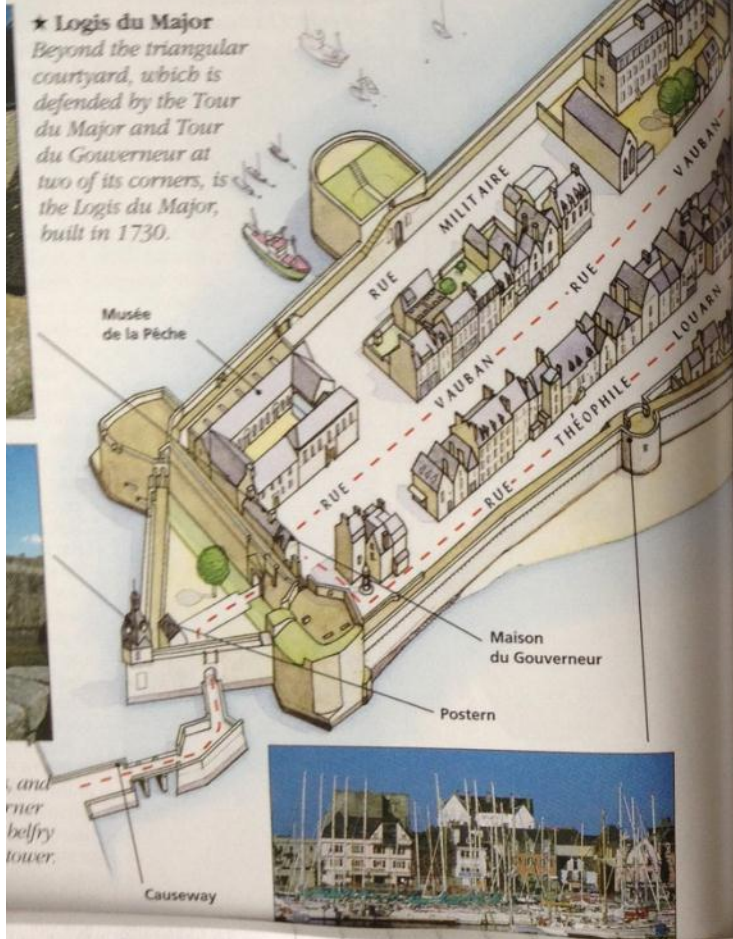 ★ Logis du Major
Beyond the triangular
courtyard, which is
defended by the Tour
du Major and Tour
du Gouverneur at
two of its corners, is
the Logis du Major,
built in 1730.
RUE MILITAIRE
RUE VAUBAN
RUE VAUBAN
RUE THÉOPHILE LOUARN
Musée
de la Pêche
Maison
du Gouverneur
Postern
, and
rner
belfry
tower.
Causeway